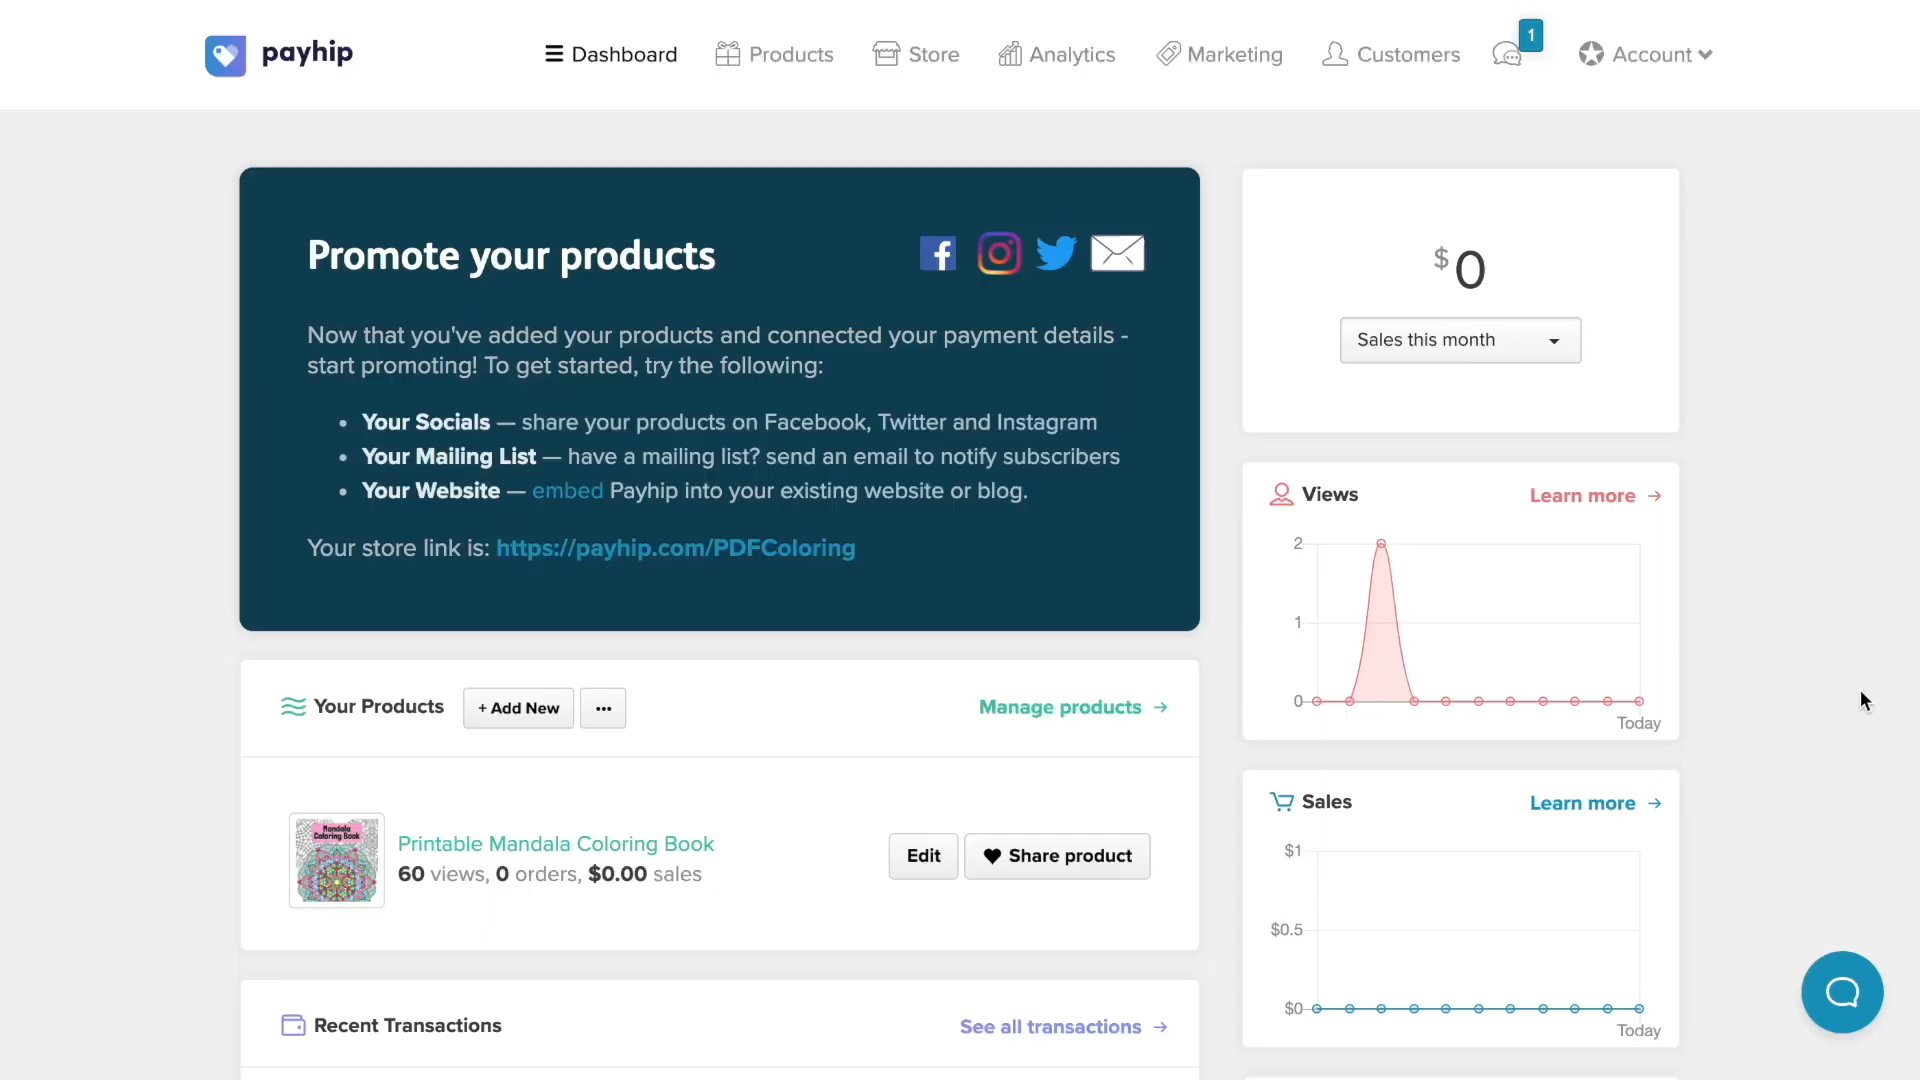 payhip
Dashboard
Products
Store
Analytics
Marketing
Customers
1
Account
Promote your products
Now that you've added your products and connected your payment details -
start promoting! To get started, try the following:
• Your Socials — share your products on Facebook, Twitter and Instagram
• Your Mailing List — have a mailing list? send an email to notify subscribers
• Your Website — embed Payhip into your existing website or blog.
Your store link is: https://payhip.com/PDFColoring
$0
Sales this month
Views
Learn more →
2
1
0
Today
Your Products
+ Add New
...
Manage products →
Mandala
Coloring Book
Printable Mandala Coloring Book
60 views, 0 orders, $0.00 sales
Edit
Share product
Sales
Learn more →
$1
$0.5
$0
Today
Recent Transactions
See all transactions →